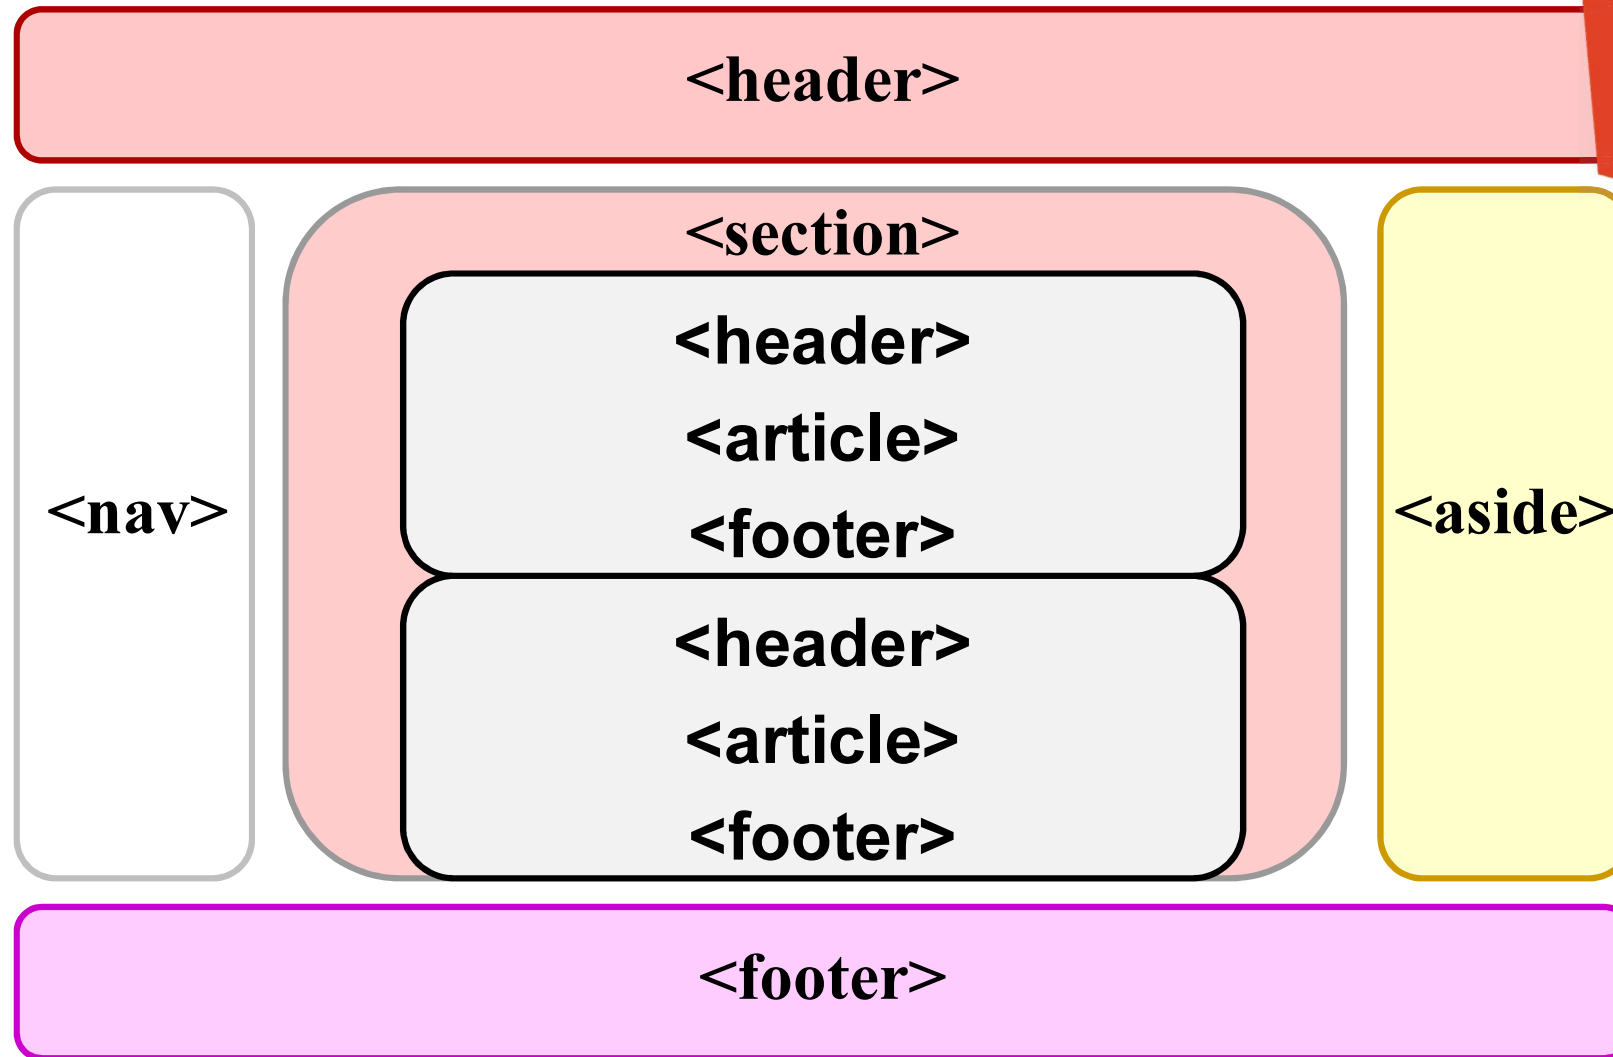 <header>
<section>
<header>
<article>
<footer>
<nav>
<aside>
<header>
<article>
<footer>
<footer>